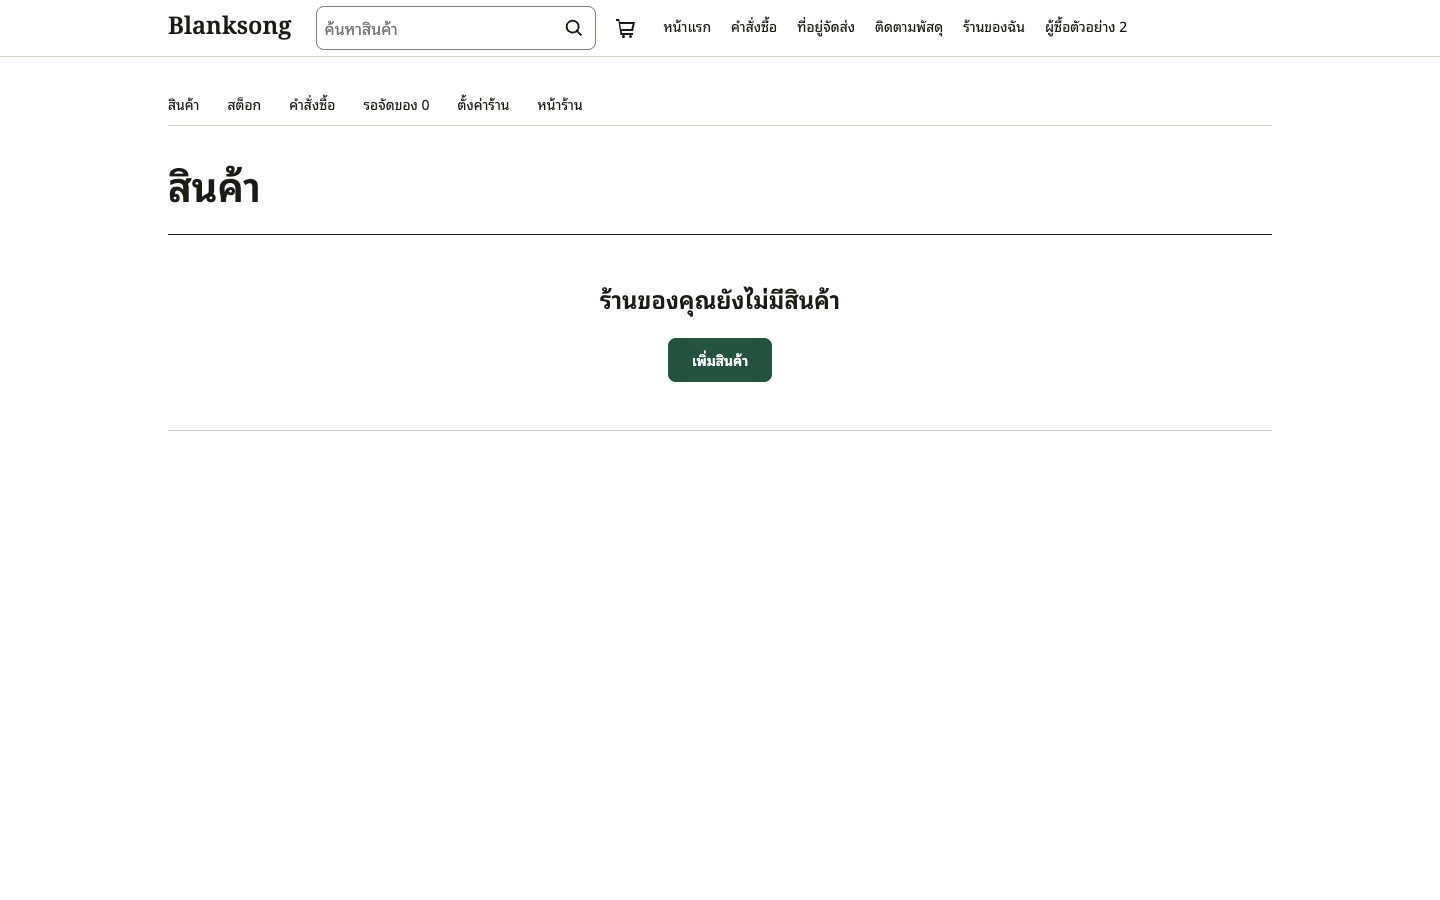 Blanksong
ค้นหาสินค้า
หน้าแรก
คำสั่งซื้อ
ที่อยู่จัดส่ง
ติดตามพัสดุ
ร้านของฉัน
ผู้ซื้อตัวอย่าง 2
สินค้า
สต็อก
คำสั่งซื้อ
รอจัดของ 0
ตั้งค่าร้าน
หน้าร้าน
สินค้า
ร้านของคุณยังไม่มีสินค้า
เพิ่มสินค้า